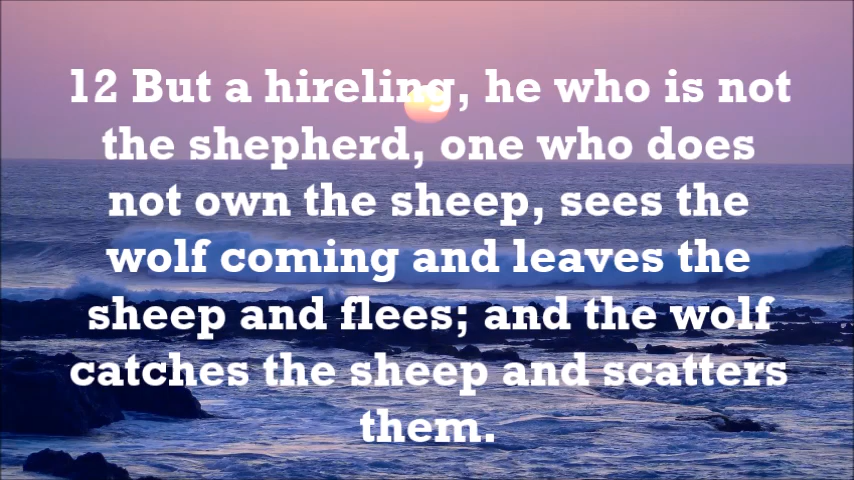 12 But a hireling, he who is not
the shepherd, one who does
not own the sheep, sees the
wolf coming and leaves the
sheep and flees; and the wolf
catches the sheep and scatters
them.